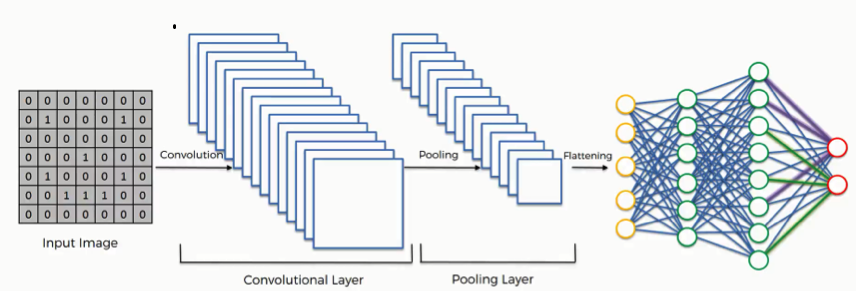 0 0 0 0 0 0 0
0 1 0 0 0 1 0
0 0 0 0 0 0 0
0 0 0 1 0 0 0
0 1 0 0 0 1 0
0 0 1 1 1 0 0
0 0 0 0 0 0 0
Input Image
Convolution
Convolutional Layer
Pooling
Pooling Layer
Flattening